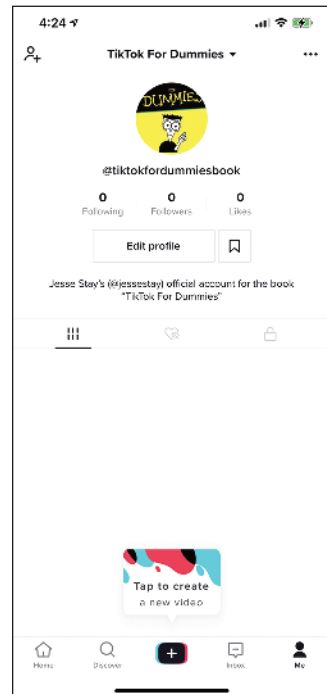 4:24
TikTok For Dummies
DUMMIES
@tiktokfordummiesbook
0 0 0
Following Followers Likes
Edit profile
Jesse Stay's (@jessestay) official account for the book
"TikTok For Dummies"
Tap to create
a new video
Home Discover Inbox Me